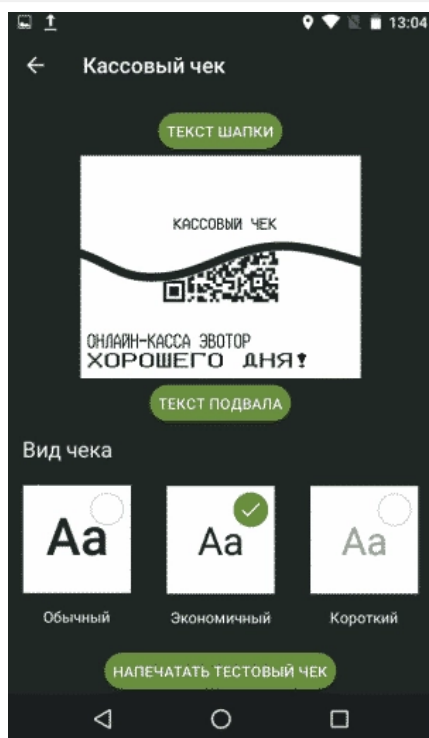 13:04
Кассовый чек
ТЕКСТ ШАПКИ
КАССОВЫЙ ЧЕК
ОНЛАЙН-КАССА ЭВОТОР
ХОРОШЕГО ДНЯ!
ТЕКСТ ПОДВАЛА
Вид чека
Aa Aa Aa
Обычный Экономичный Короткий
НАПЕЧАТАТЬ ТЕСТОВЫЙ ЧЕК